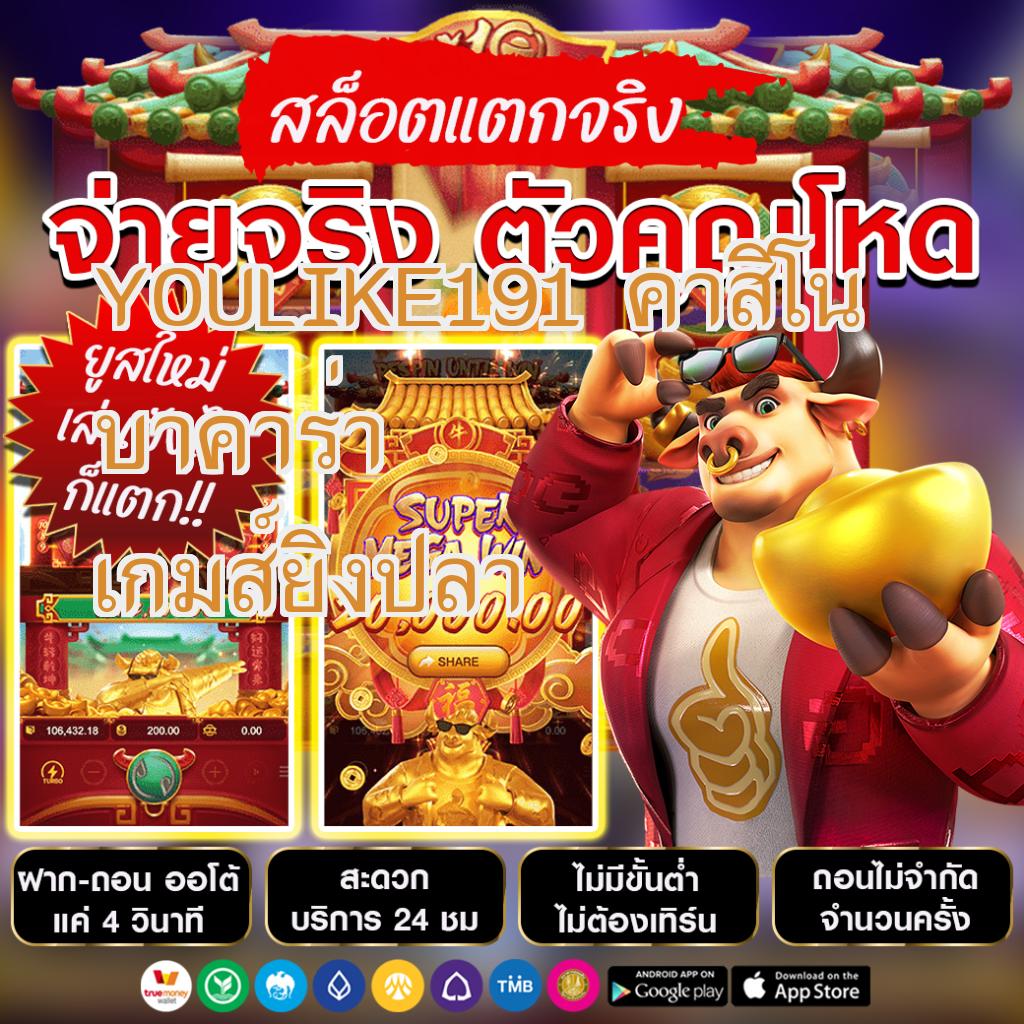 สล็อตแตกจริง
จ่ายจริง ตัวคูณโหด
YOULIKE191 คาสิโน
บาคาร่า
เกมส์ยิงปลา
ยูสใหม่
ก็แตก!!
SUPER
MEGA WIN
SHARE
106,432.18 200.00 0.00
TURBO
ฝาก-ถอน ออโต้
แค่ 4 วินาที
สะดวก
บริการ 24 ชม
ไม่มีขั้นต่ำ
ไม่ต้องเทิร์น
ถอนไม่จำกัด
จำนวนครั้ง
truemoney
wallet
TMB
ANDROID APP ON
Google play
Download on the
App Store